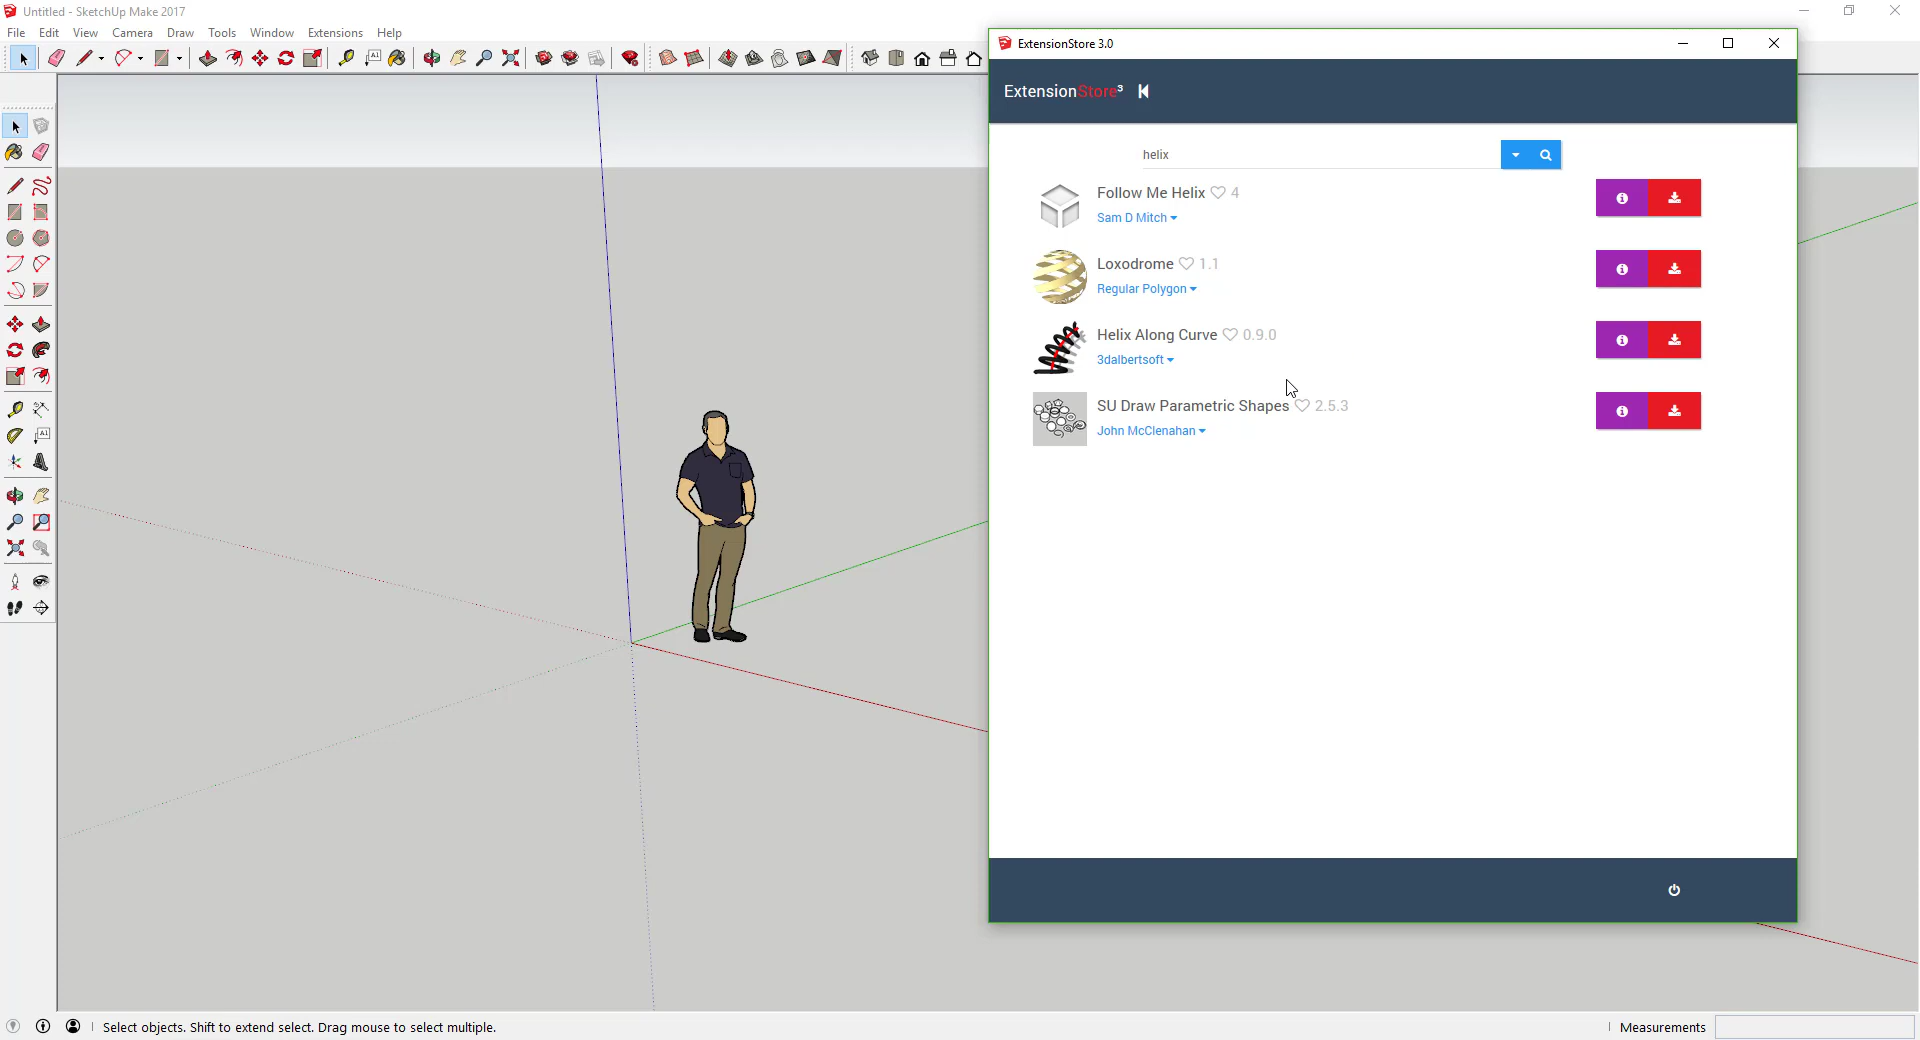 Untitled - SketchUp Make 2017
File Edit View Camera Draw Tools Window Extensions Help
ExtensionStore 3.0
ExtensionStore³
helix
Follow Me Helix 4
Sam D Mitch
Loxodrome 1.1
Regular Polygon
Helix Along Curve 0.9.0
3dalbertsoft
SU Draw Parametric Shapes 2.5.3
John McClenahan
Select objects. Shift to extend select. Drag mouse to select multiple.
Measurements